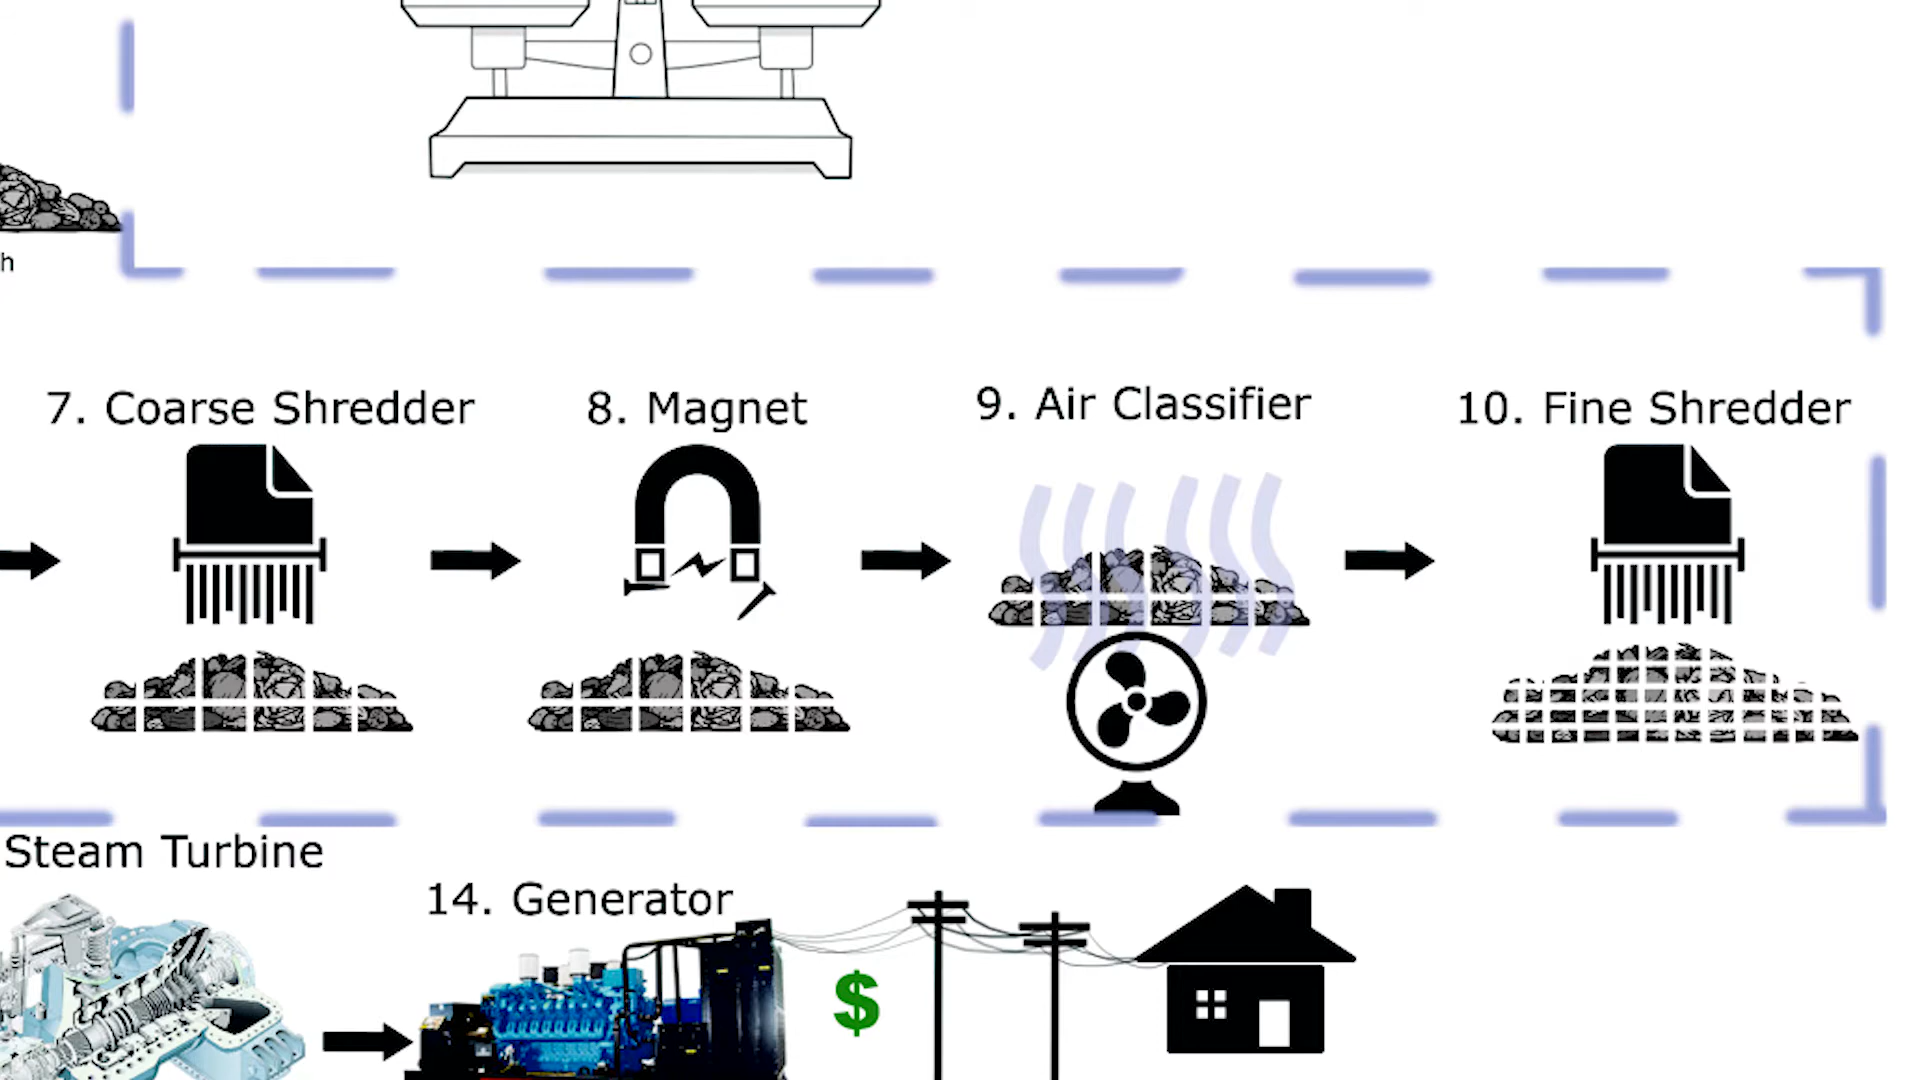 h
7. Coarse Shredder
8. Magnet
9. Air Classifier
10. Fine Shredder
Steam Turbine
14. Generator
$